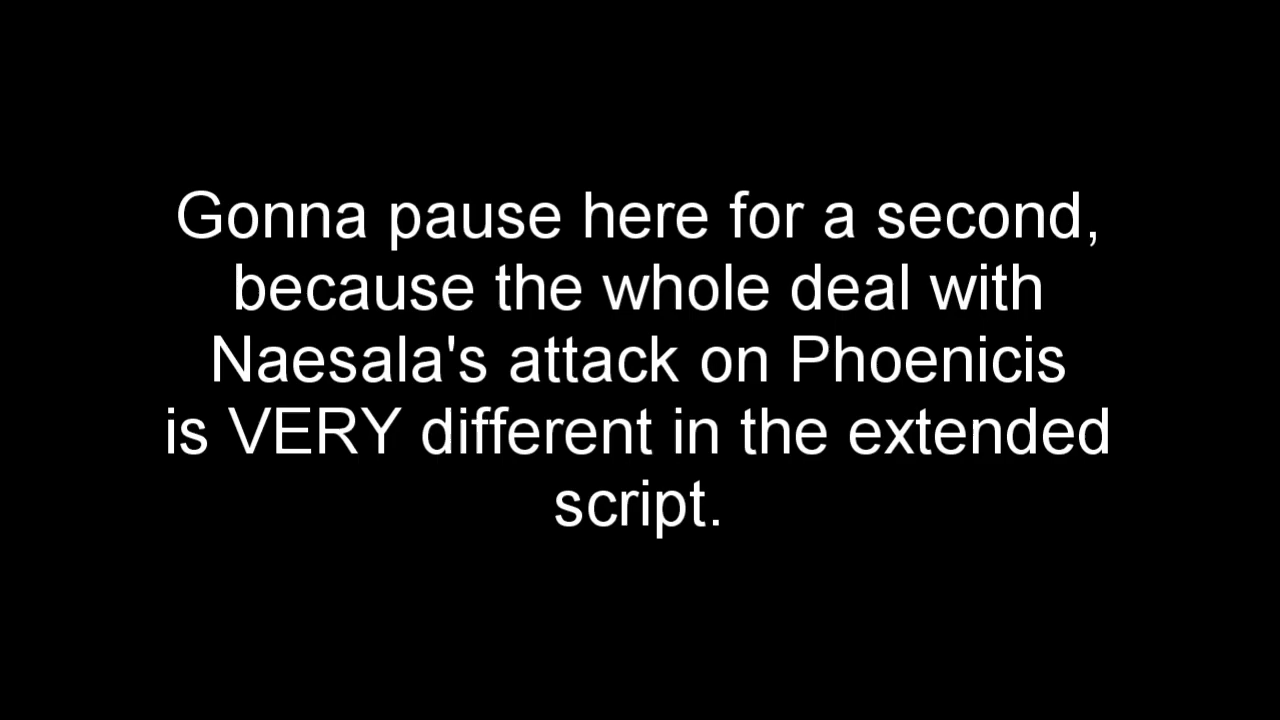 Gonna pause here for a second,
because the whole deal with
Naesala's attack on Phoenicis
is VERY different in the extended
script.